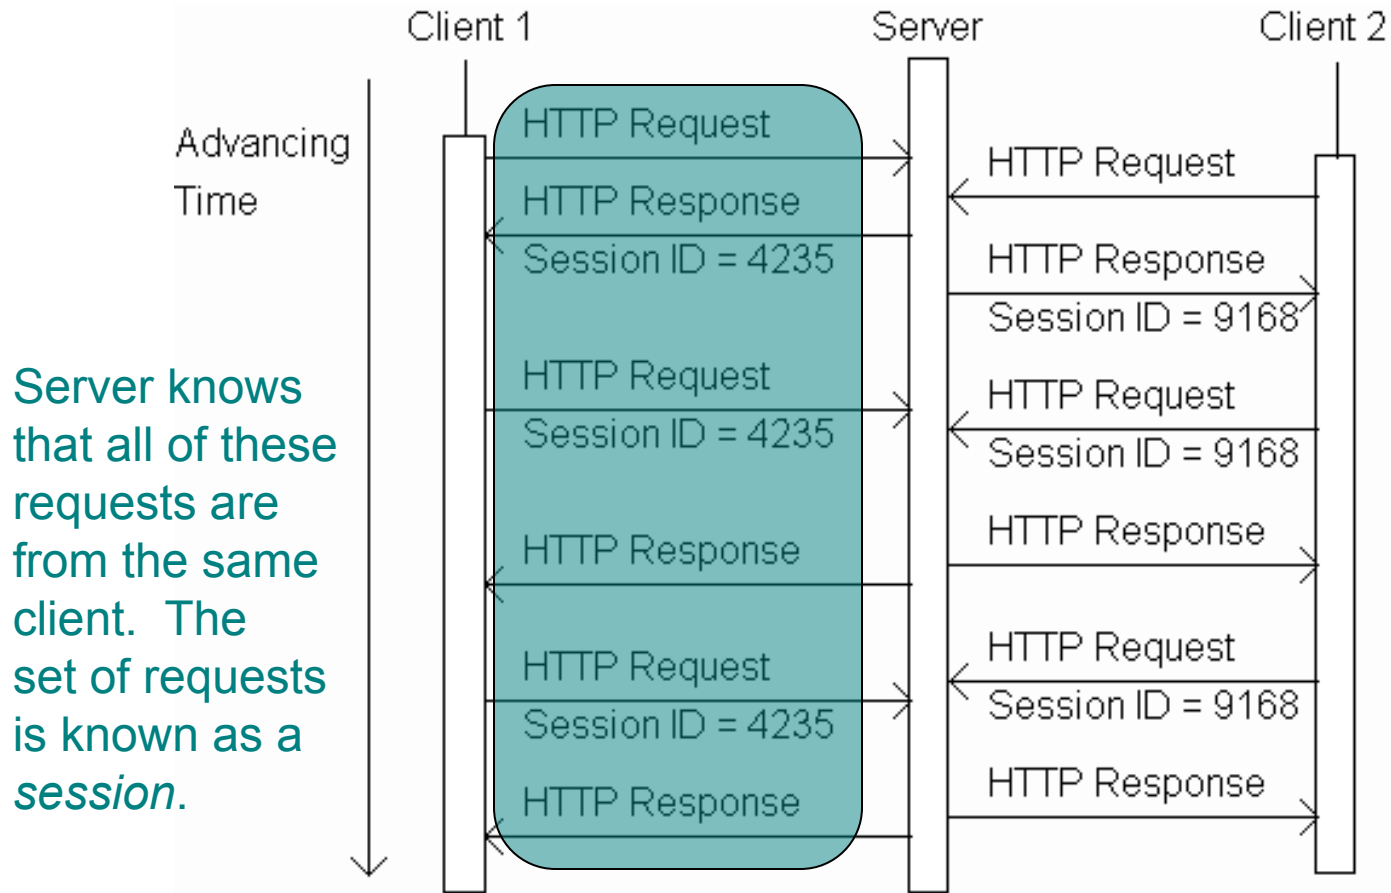 Client 1
Server
Client 2
Advancing
Time
Server knows
that all of these
requests are
from the same
client. The
set of requests
is known as a
session.
HTTP Request
HTTP Response
Session ID = 4235
HTTP Request
Session ID = 4235
HTTP Response
HTTP Request
Session ID = 4235
HTTP Response
HTTP Request
HTTP Response
Session ID = 9168
HTTP Request
Session ID = 9168
HTTP Response
HTTP Request
Session ID = 9168
HTTP Response